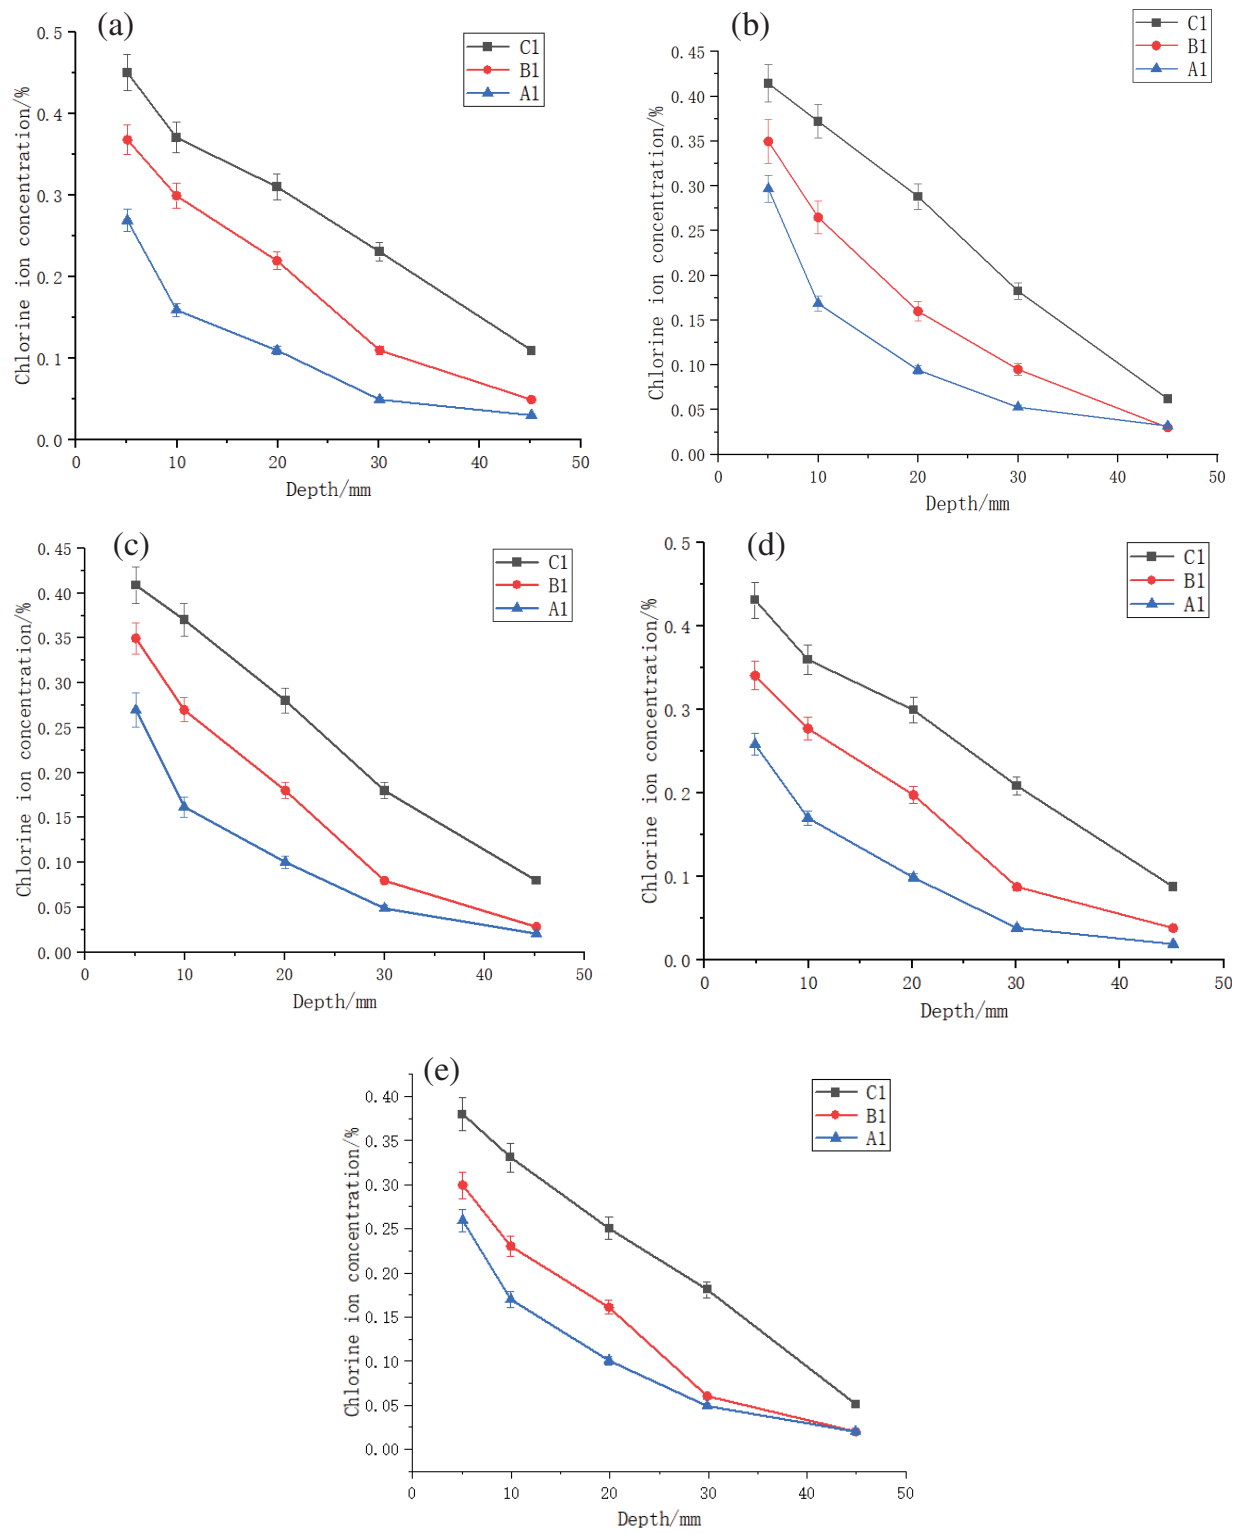 (a)
C1
B1
A1
Chlorine ion concentration/%
0.5
0.4
0.3
0.2
0.1
0.0
0 10 20 30 40 50
Depth/mm
(b)
C1
B1
A1
Chlorine ion concentration/%
0.45
0.40
0.35
0.30
0.25
0.20
0.15
0.10
0.05
0.00
0 10 20 30 40 50
Depth/mm
(c)
C1
B1
A1
Chlorine ion concentration/%
0.45
0.40
0.35
0.30
0.25
0.20
0.15
0.10
0.05
0.00
0 10 20 30 40 50
Depth/mm
(d)
C1
B1
A1
Chlorine ion concentration/%
0.5
0.4
0.3
0.2
0.1
0.0
0 10 20 30 40 50
Depth/mm
(e)
C1
B1
A1
Chlorine ion concentration/%
0.40
0.35
0.30
0.25
0.20
0.15
0.10
0.05
0.00
0 10 20 30 40 50
Depth/mm